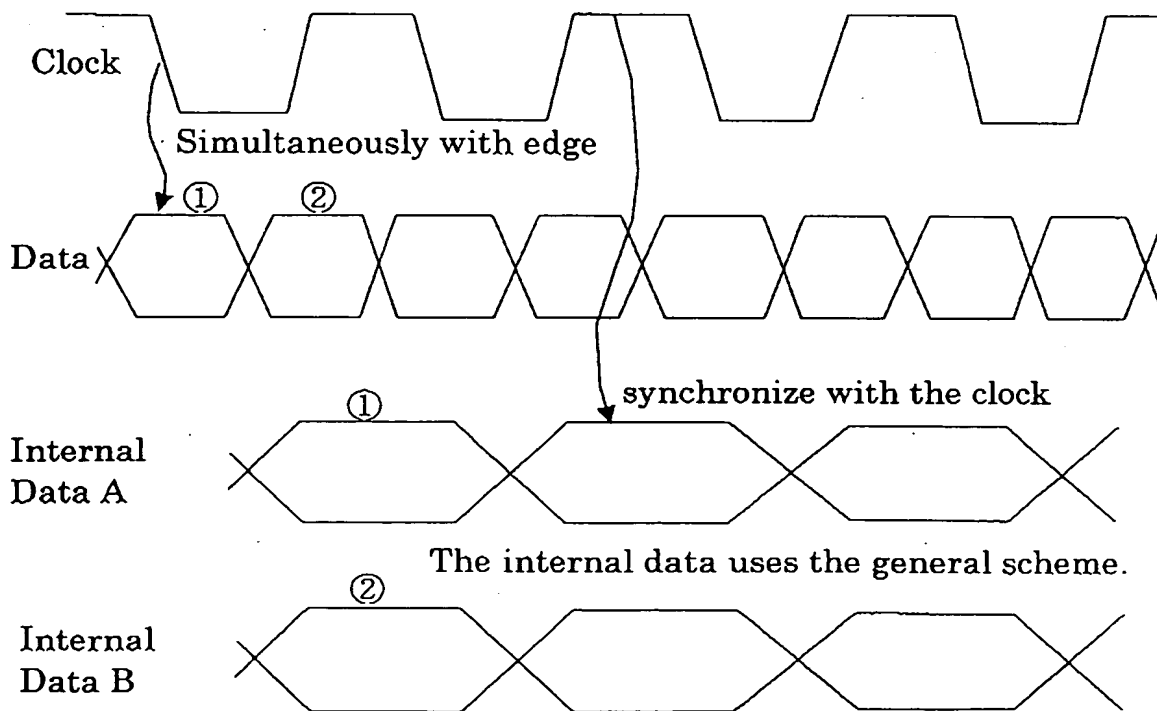 Clock
Simultaneously with edge
① ②
Data
synchronize with the clock
①
Internal
Data A
The internal data uses the general scheme.
②
Internal
Data B